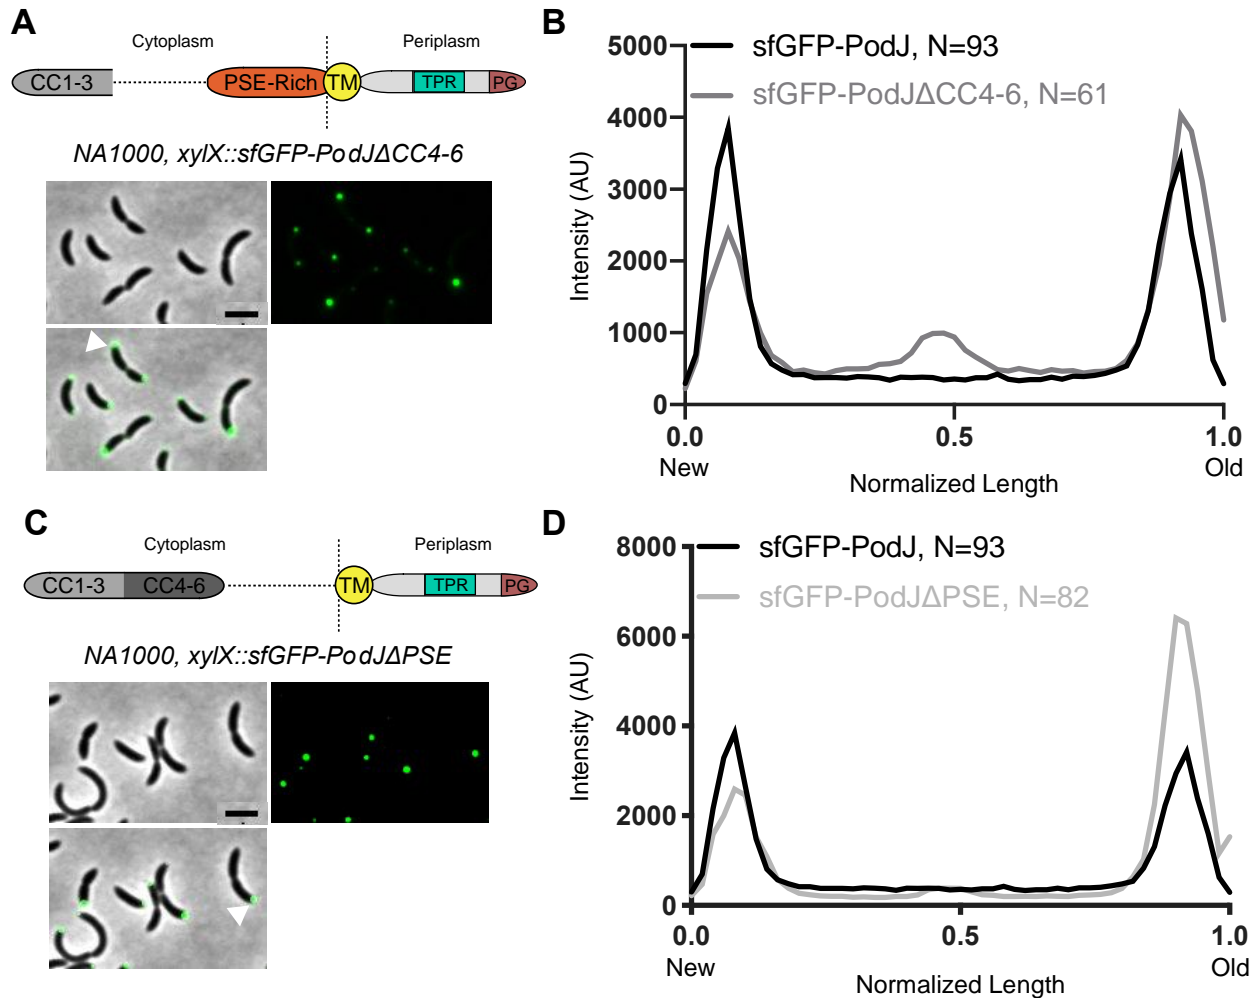 A
Cytoplasm
Periplasm
CC1-3
PSE-Rich
TM
TPR
PG
NA1000, xylX::sfGFP-PodJΔCC4-6
B
sfGFP-PodJ, N=93
sfGFP-PodJΔCC4-6, N=61
Intensity (AU)
5000
4000
3000
2000
1000
0
0.0
0.5
1.0
New
Old
Normalized Length
C
Cytoplasm
Periplasm
CC1-3
CC4-6
TM
TPR
PG
NA1000, xylX::sfGFP-PodJΔPSE
D
sfGFP-PodJ, N=93
sfGFP-PodJΔPSE, N=82
Intensity (AU)
8000
6000
4000
2000
0
0.0
0.5
1.0
New
Old
Normalized Length